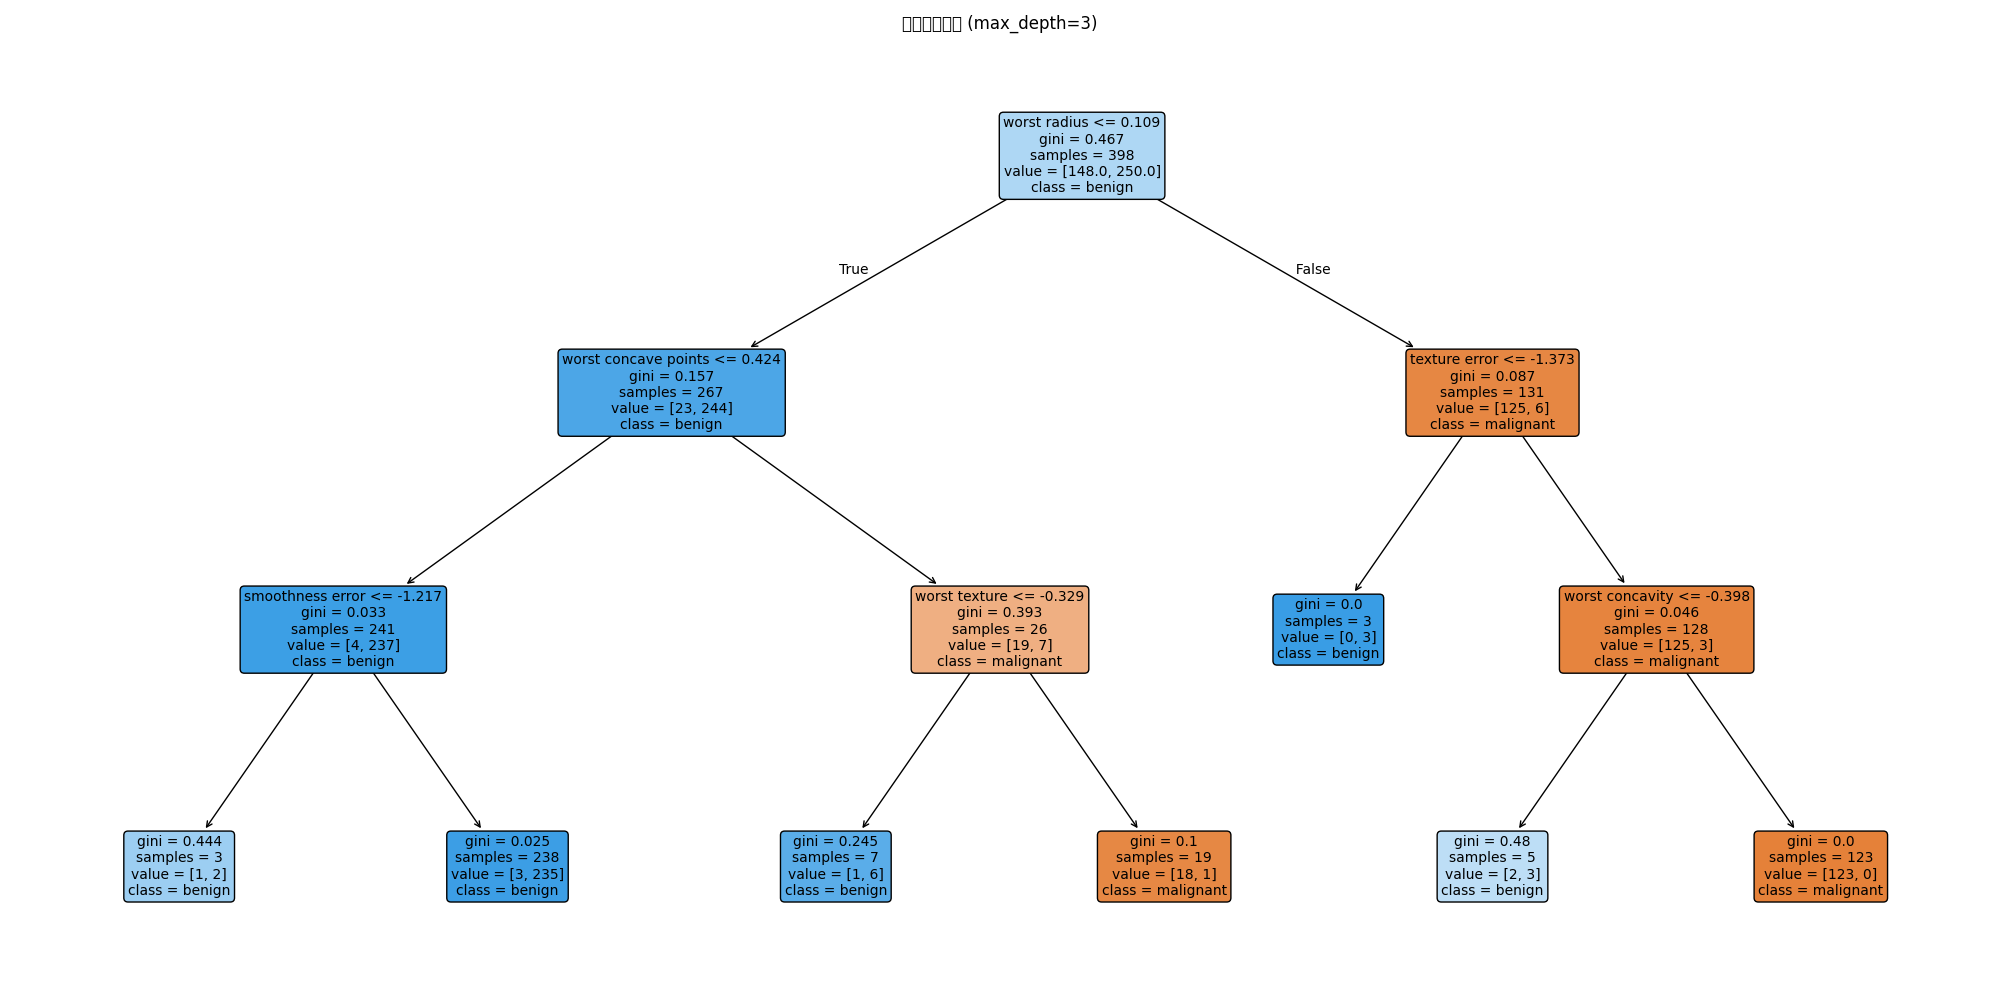 (max_depth=3)
worst radius <= 0.109
gini = 0.467
samples = 398
value = [148.0, 250.0]
class = benign
True
False
worst concave points <= 0.424
gini = 0.157
samples = 267
value = [23, 244]
class = benign
texture error <= -1.373
gini = 0.087
samples = 131
value = [125, 6]
class = malignant
smoothness error <= -1.217
gini = 0.033
samples = 241
value = [4, 237]
class = benign
worst texture <= -0.329
gini = 0.393
samples = 26
value = [19, 7]
class = malignant
gini = 0.0
samples = 3
value = [0, 3]
class = benign
worst concavity <= -0.398
gini = 0.046
samples = 128
value = [125, 3]
class = malignant
gini = 0.444
samples = 3
value = [1, 2]
class = benign
gini = 0.025
samples = 238
value = [3, 235]
class = benign
gini = 0.245
samples = 7
value = [1, 6]
class = benign
gini = 0.1
samples = 19
value = [18, 1]
class = malignant
gini = 0.48
samples = 5
value = [2, 3]
class = benign
gini = 0.0
samples = 123
value = [123, 0]
class = malignant